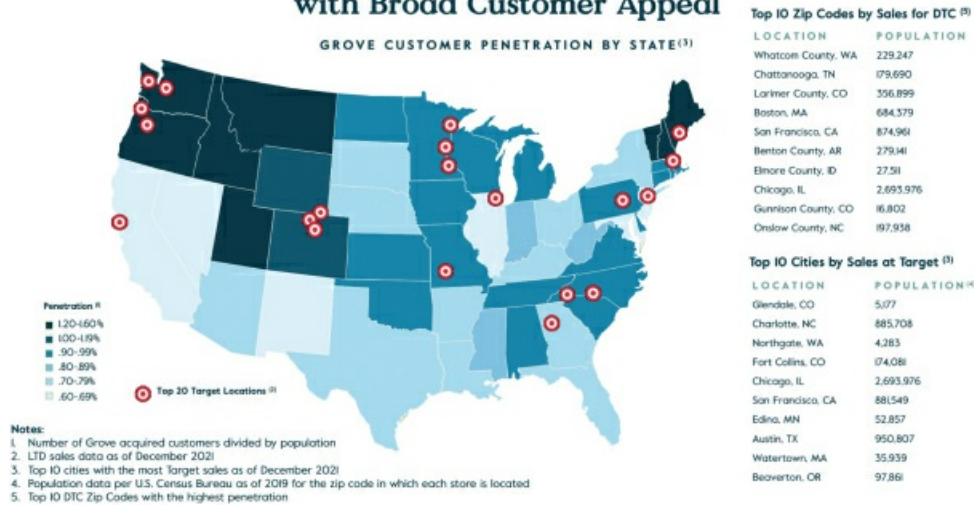 with Broad Customer Appeal
GROVE CUSTOMER PENETRATION BY STATE(3)
Penetration (1)
1.20-1.60%
1.00-1.19%
.90-.99%
.80-.89%
.70-.79%
.60-.69%
Top 20 Target Locations (2)
Notes:
1. Number of Grove acquired customers divided by population
2. LTD sales data as of December 2021
3. Top 10 cities with the most Target sales as of December 2021
4. Population data per U.S. Census Bureau as of 2019 for the zip code in which each store is located
5. Top 10 DTC Zip Codes with the highest penetration
Top 10 Zip Codes by Sales for DTC (5)
LOCATION POPULATION
Whatcom County, WA 229,247
Chattanooga, TN 179,690
Larimer County, CO 356,899
Boston, MA 684,379
San Francisco, CA 874,961
Benton County, AR 279,141
Elmore County, ID 27,511
Chicago, IL 2,693,976
Gunnison County, CO 16,802
Onslow County, NC 197,938
Top 10 Cities by Sales at Target (3)
LOCATION POPULATION(4)
Glendale, CO 5,177
Charlotte, NC 885,708
Northgate, WA 4,283
Fort Collins, CO 174,081
Chicago, IL 2,693,976
San Francisco, CA 881,549
Edina, MN 52,857
Austin, TX 950,807
Watertown, MA 35,939
Beaverton, OR 97,861